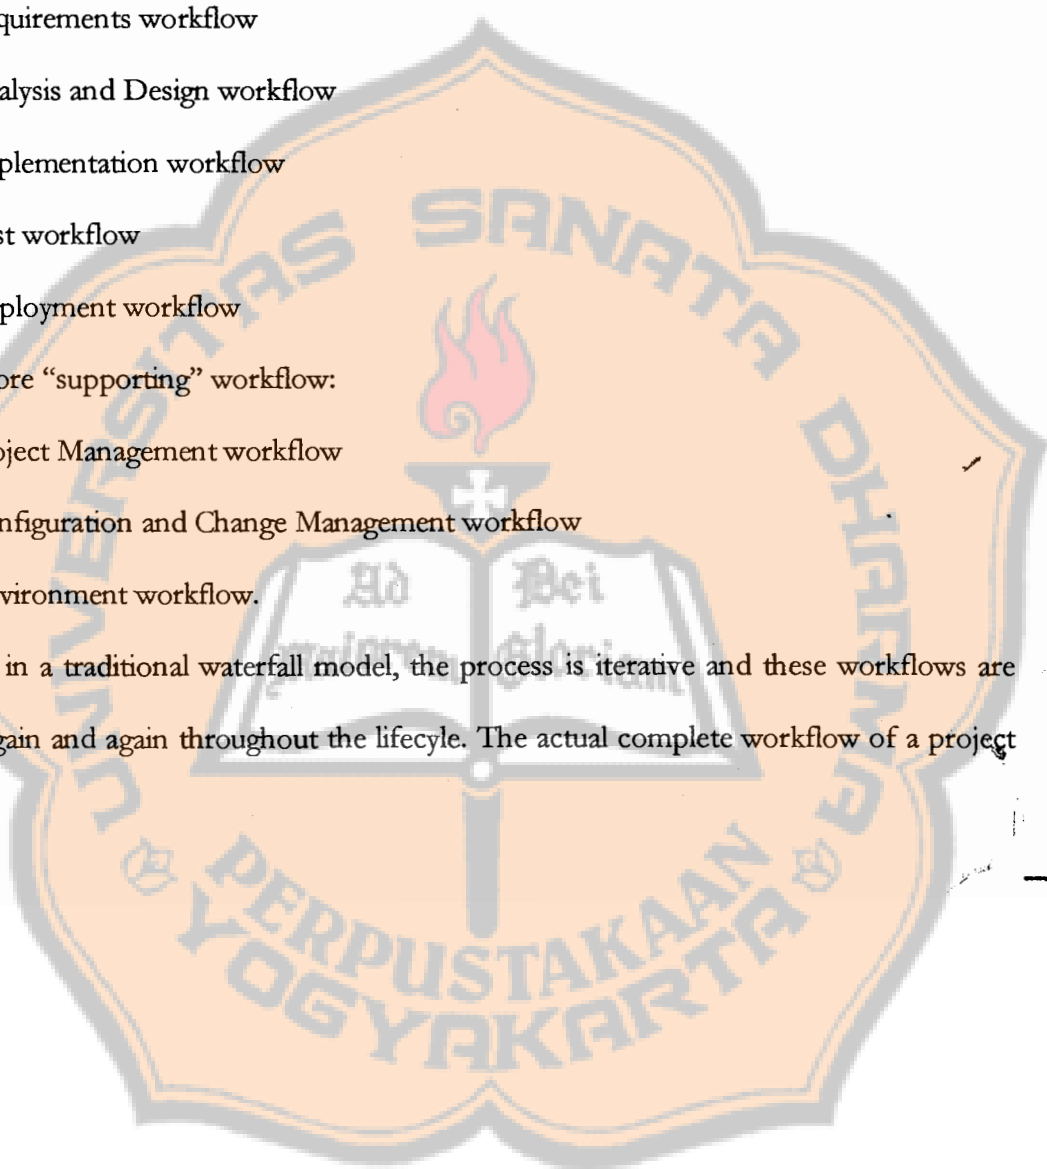 quirements workflow
alysis and Design workflow
plementation workflow
st workflow
ployment workflow
ore “supporting” workflow:
oject Management workflow
nfiguration and Change Management workflow
vironment workflow.
in a traditional waterfall model, the process is iterative and these workflows are
gain and again throughout the lifecyle. The actual complete workflow of a project
UNIVERSITAS SANATA DHARMA
Ad Dei
Gloriam
PERPUSTAKAAN
YOGYAKARTA